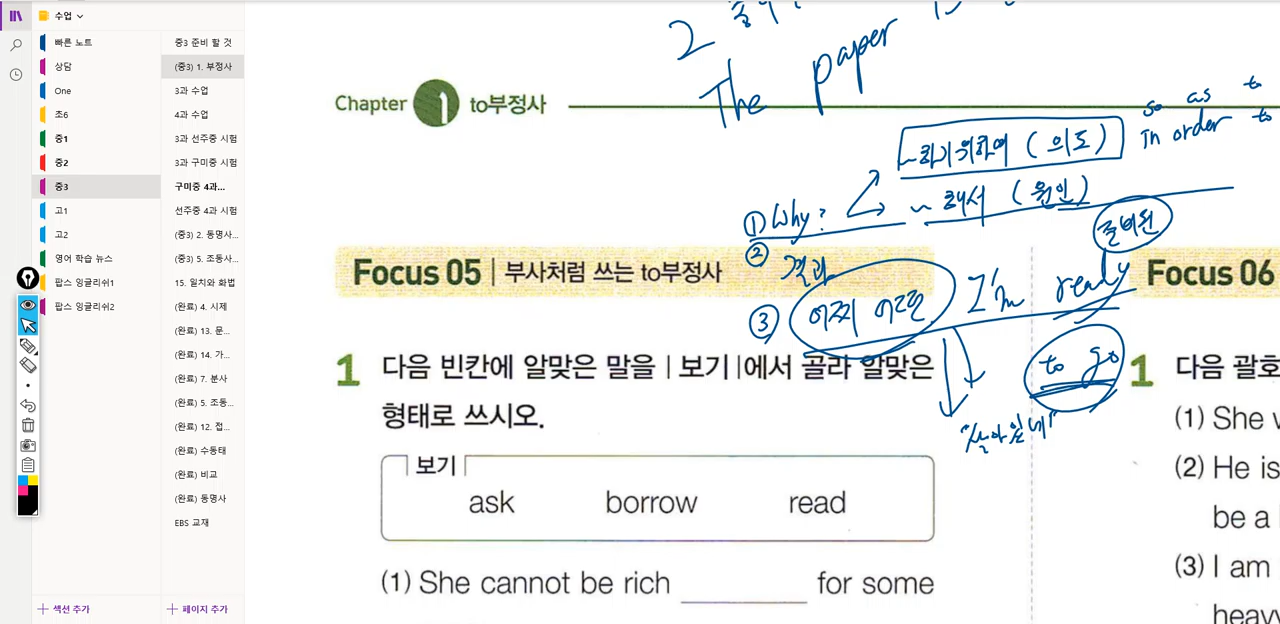 수업
빠른 노트
상담
One
초6
중1
중2
중3
고1
고2
영어 학습 뉴스
팝스 잉글리쉬1
팝스 잉글리쉬2
섹션 추가
중3 준비 할 것
(중3) 1. 부정사
3과 수업
4과 수업
3과 선주중 시험
3과 구미중 시험
구미중 4과...
선주중 4과 시험
(중3) 2. 동명사...
(중3) 5. 조동사...
15. 일치와 화법
(완료) 4. 시제
(완료) 13. 문...
(완료) 14. 가...
(완료) 7. 분사
(완료) 5. 조동...
(완료) 12. 접...
(완료) 수동태
(완료) 비교
(완료) 동명사
EBS 교재
페이지 추가
2
The paper
Chapter 1 to부정사
so as to
in order to
~하기위하여 (의도)
① Why? ~해서 (원인)
② 결과
준비된
Focus 05 | 부사처럼 쓰는 to부정사
Focus 06
③ I'm ready
to go
"살아있네"
1 다음 빈칸에 알맞은 말을 | 보기 |에서 골라 알맞은
형태로 쓰시오.
보기
ask borrow read
(1) She cannot be rich ________ for some
1 다음 괄호
(1) She
(2) He is
be a
(3) I am
heavy